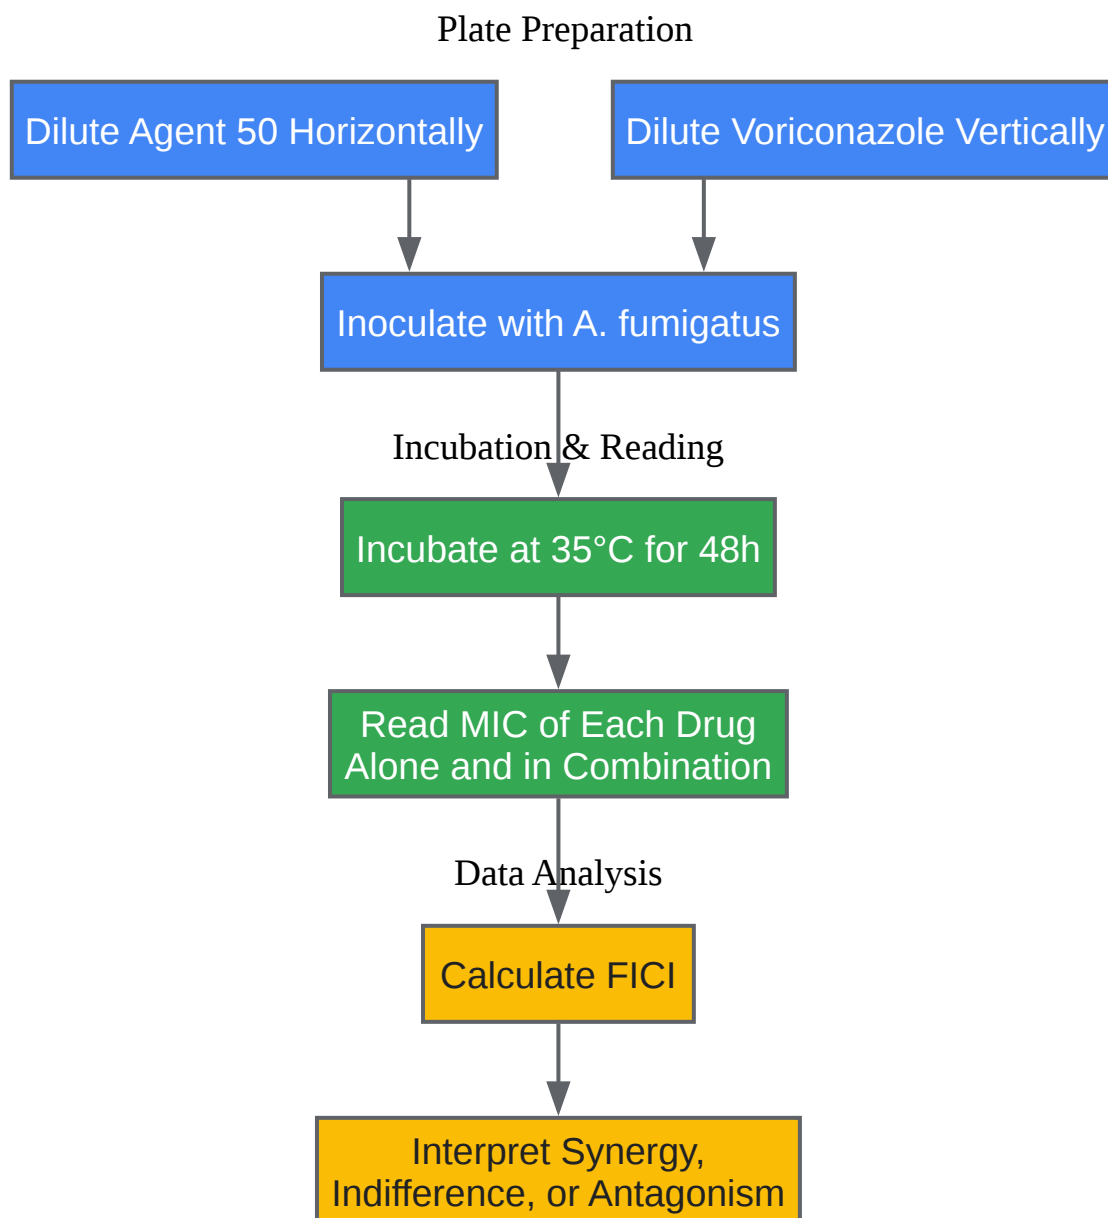 Plate Preparation
Dilute Agent 50 Horizontally
Dilute Voriconazole Vertically
Inoculate with A. fumigatus
Incubation & Reading
Incubate at 35°C for 48h
Read MIC of Each Drug
Alone and in Combination
Data Analysis
Calculate FICI
Interpret Synergy,
Indifference, or Antagonism